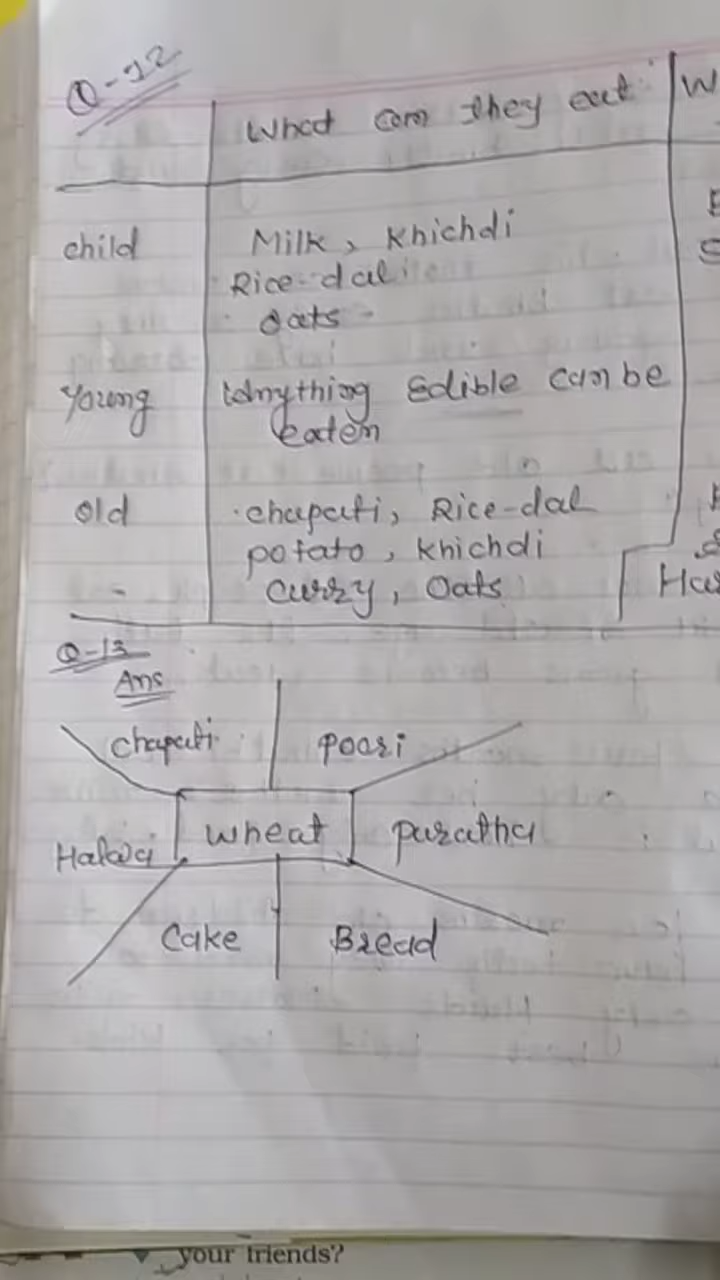 Q-12
What can they eat W
child Milk, Khichdi
Rice-dal
Oats
Young Anything Edible can be
eaten
old chapati, Rice-dal
potato, Khichdi
Curry, Oats Har
Q-13
Ans
Chapati Poori
Halwa Wheat paratha
Cake Bread
your friends?